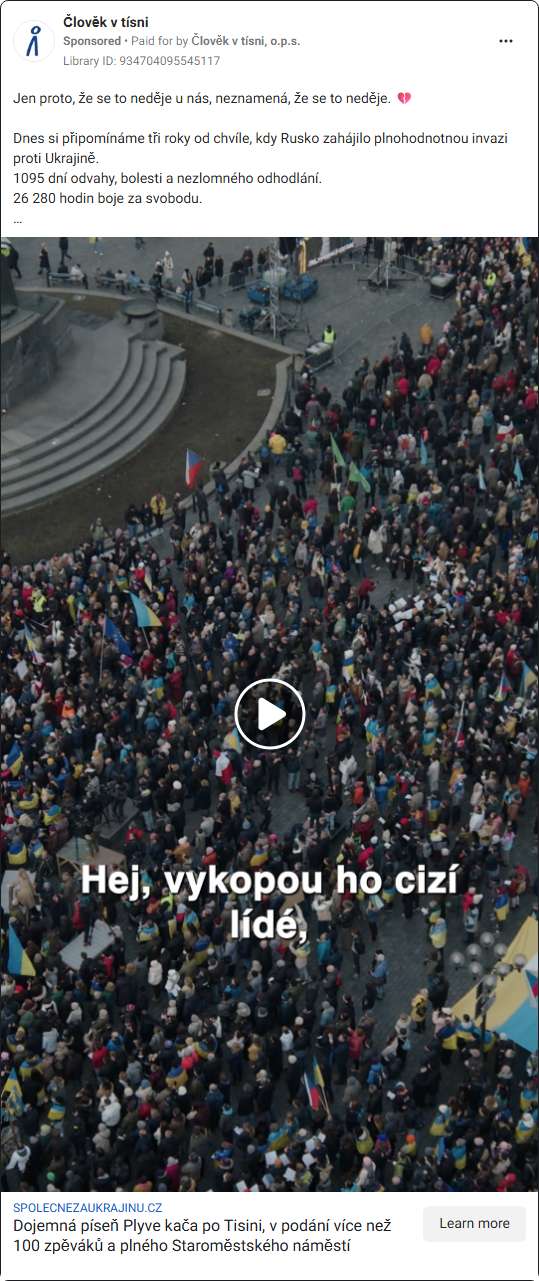 Člověk v tísni
Sponsored • Paid for by Člověk v tísni, o.p.s.
Library ID: 934704095545117
Jen proto, že se to neděje u nás, neznamená, že se to neděje. 💔
Dnes si připomínáme tři roky od chvíle, kdy Rusko zahájilo plnohodnotnou invazi
proti Ukrajině.
1095 dní odvahy, bolesti a nezlomného odhodlání.
26 280 hodin boje za svobodu.
...
Hej, vykopou ho cizí
lídé,
SPOLECNEZAUKRAJINU.CZ
Dojemná píseň Plyve kača po Tisini, v podání více než
100 zpěváků a plného Staroměstského náměstí
Learn more